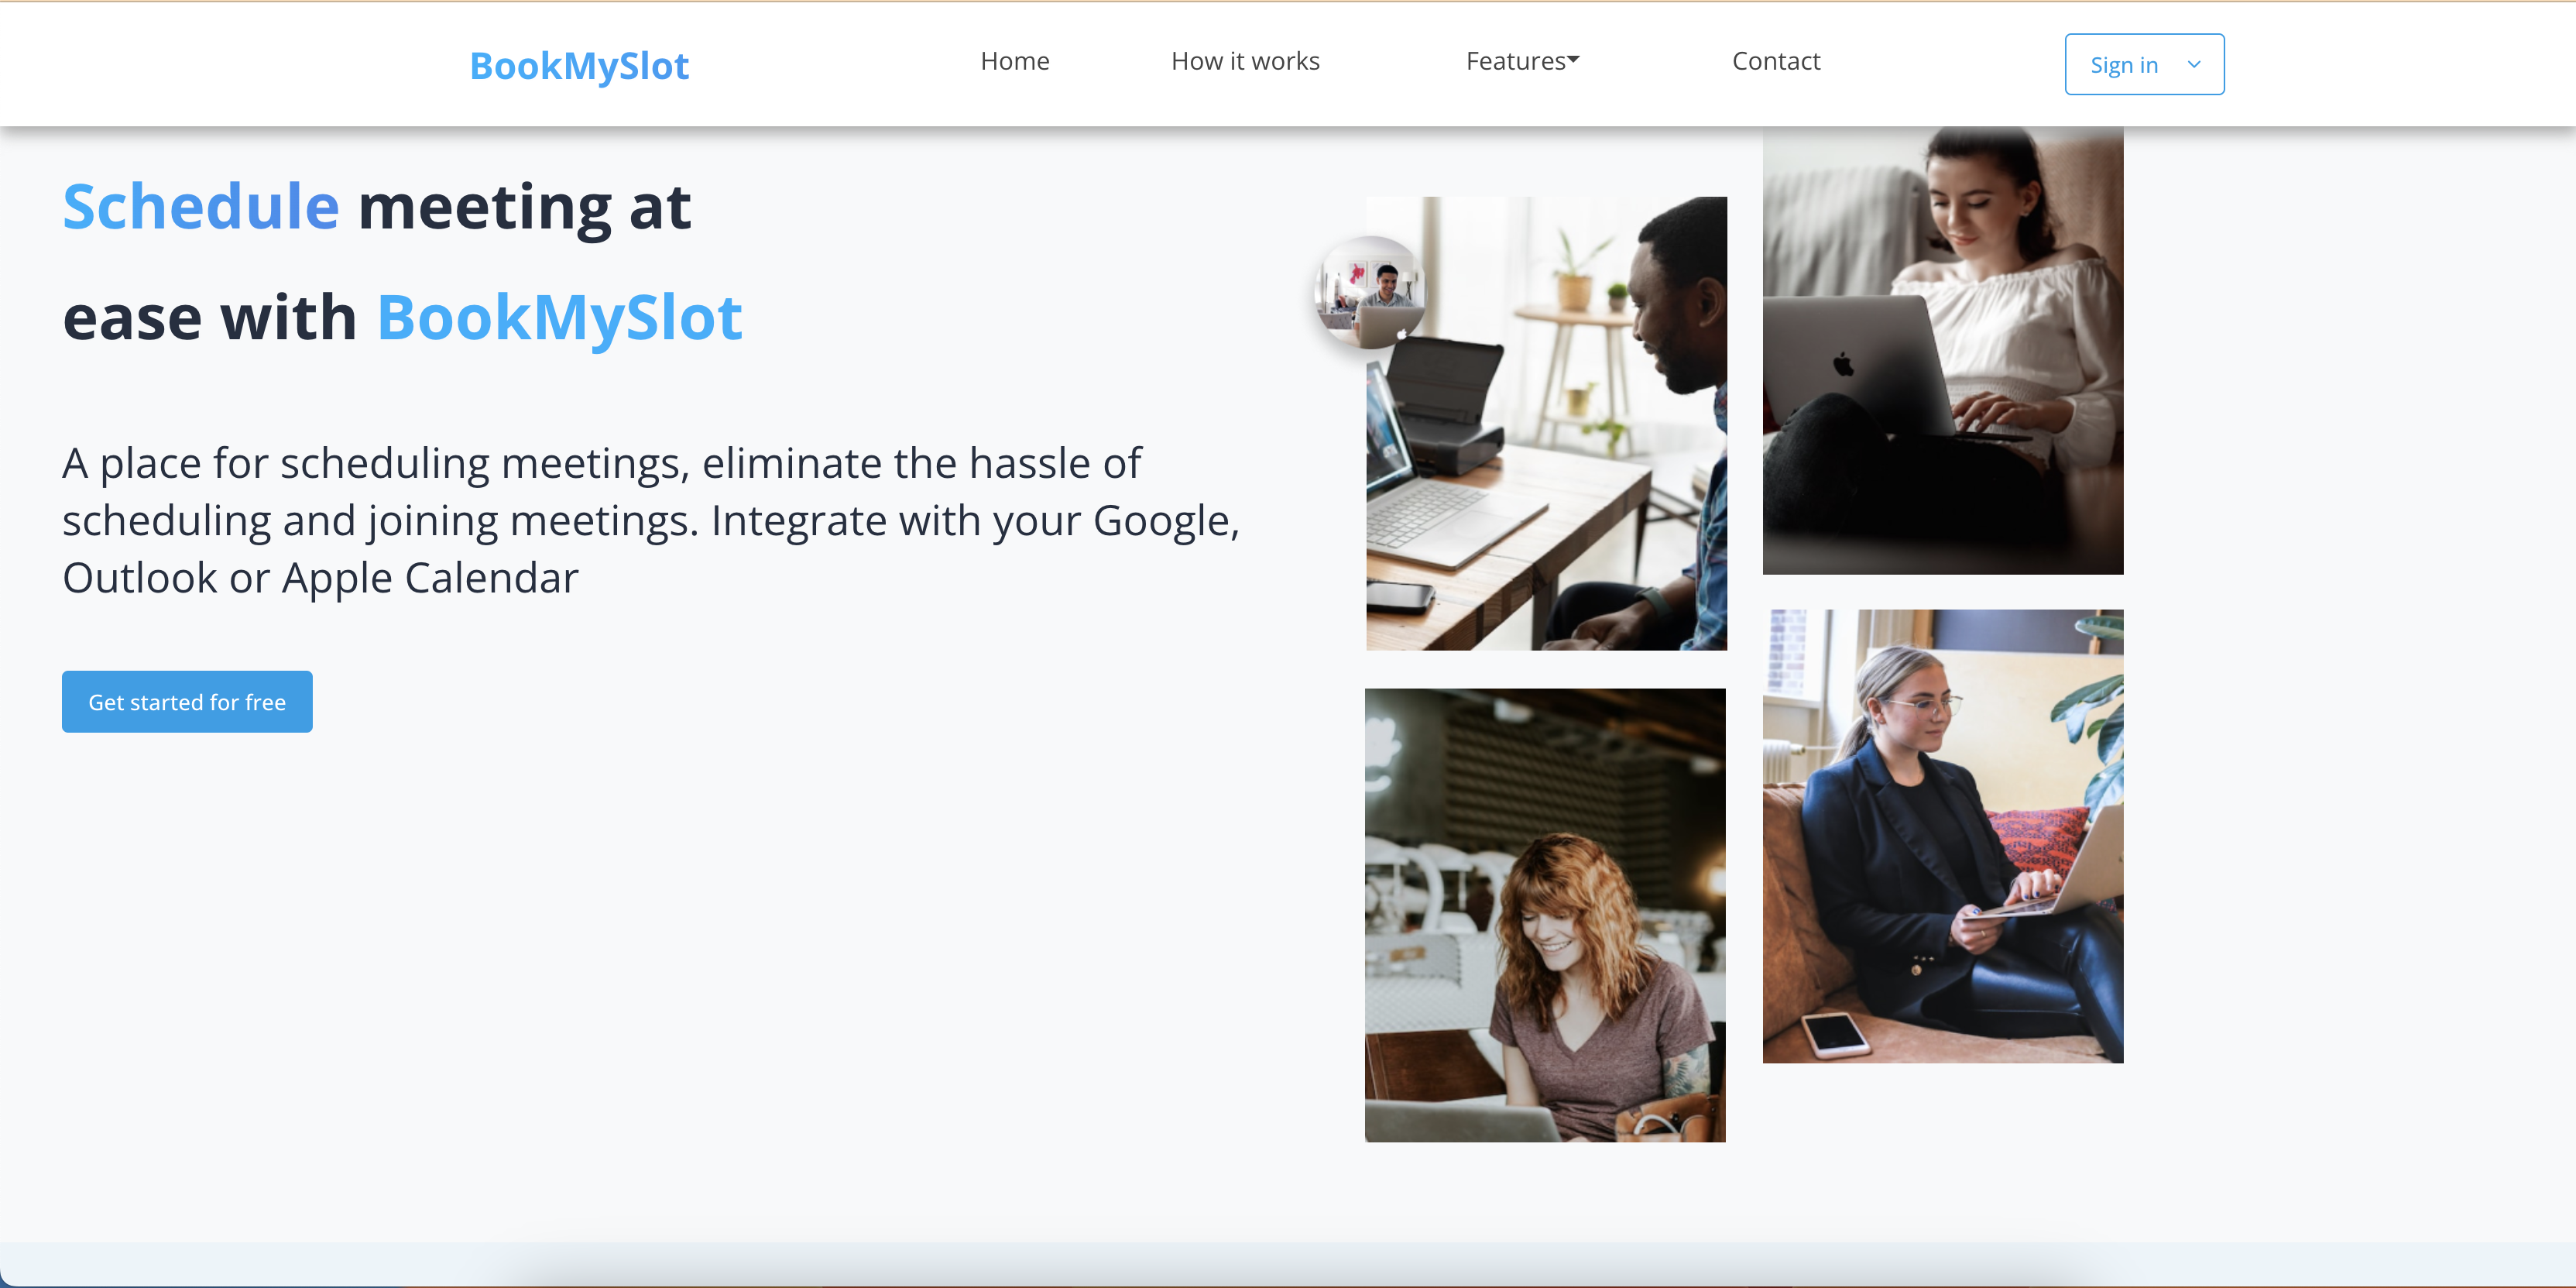 BookMySlot
Home
How it works
Features
Contact
Sign in
Schedule meeting at
ease with BookMySlot
A place for scheduling meetings, eliminate the hassle of
scheduling and joining meetings. Integrate with your Google,
Outlook or Apple Calendar
Get started for free